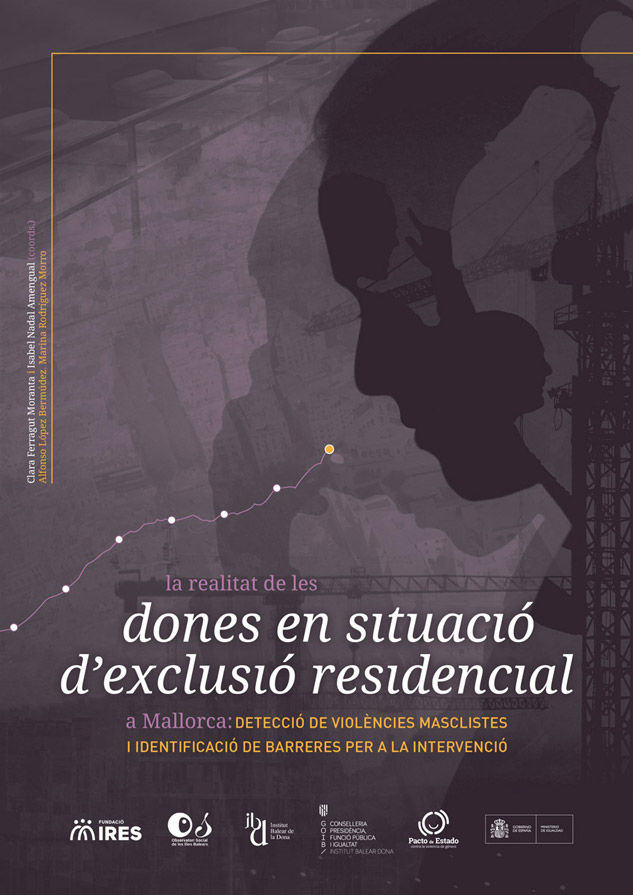 Clara Ferragut Moranta i Isabel Nadal Amengual (coords.)
Alfonso López Bermúdez, Marina Rodríguez Morro
la realitat de les
dones en situació
d'exclusió residencial
a Mallorca: DETECCIÓ DE VIOLÈNCIES MASCLISTES
I IDENTIFICACIÓ DE BARRERES PER A LA INTERVENCIÓ
FUNDACIÓ
IRES
Observatori Social
de les Illes Balears
ibd
Institut
Balear de
la Dona
G
O
I
B
/
CONSELLERIA
PRESIDÈNCIA,
FUNCIÓ PÚBLICA
I IGUALTAT
INSTITUT BALEAR DONA
Pacto de Estado
contra la violencia de género
GOBIERNO
DE ESPAÑA
MINISTERIO
DE IGUALDAD